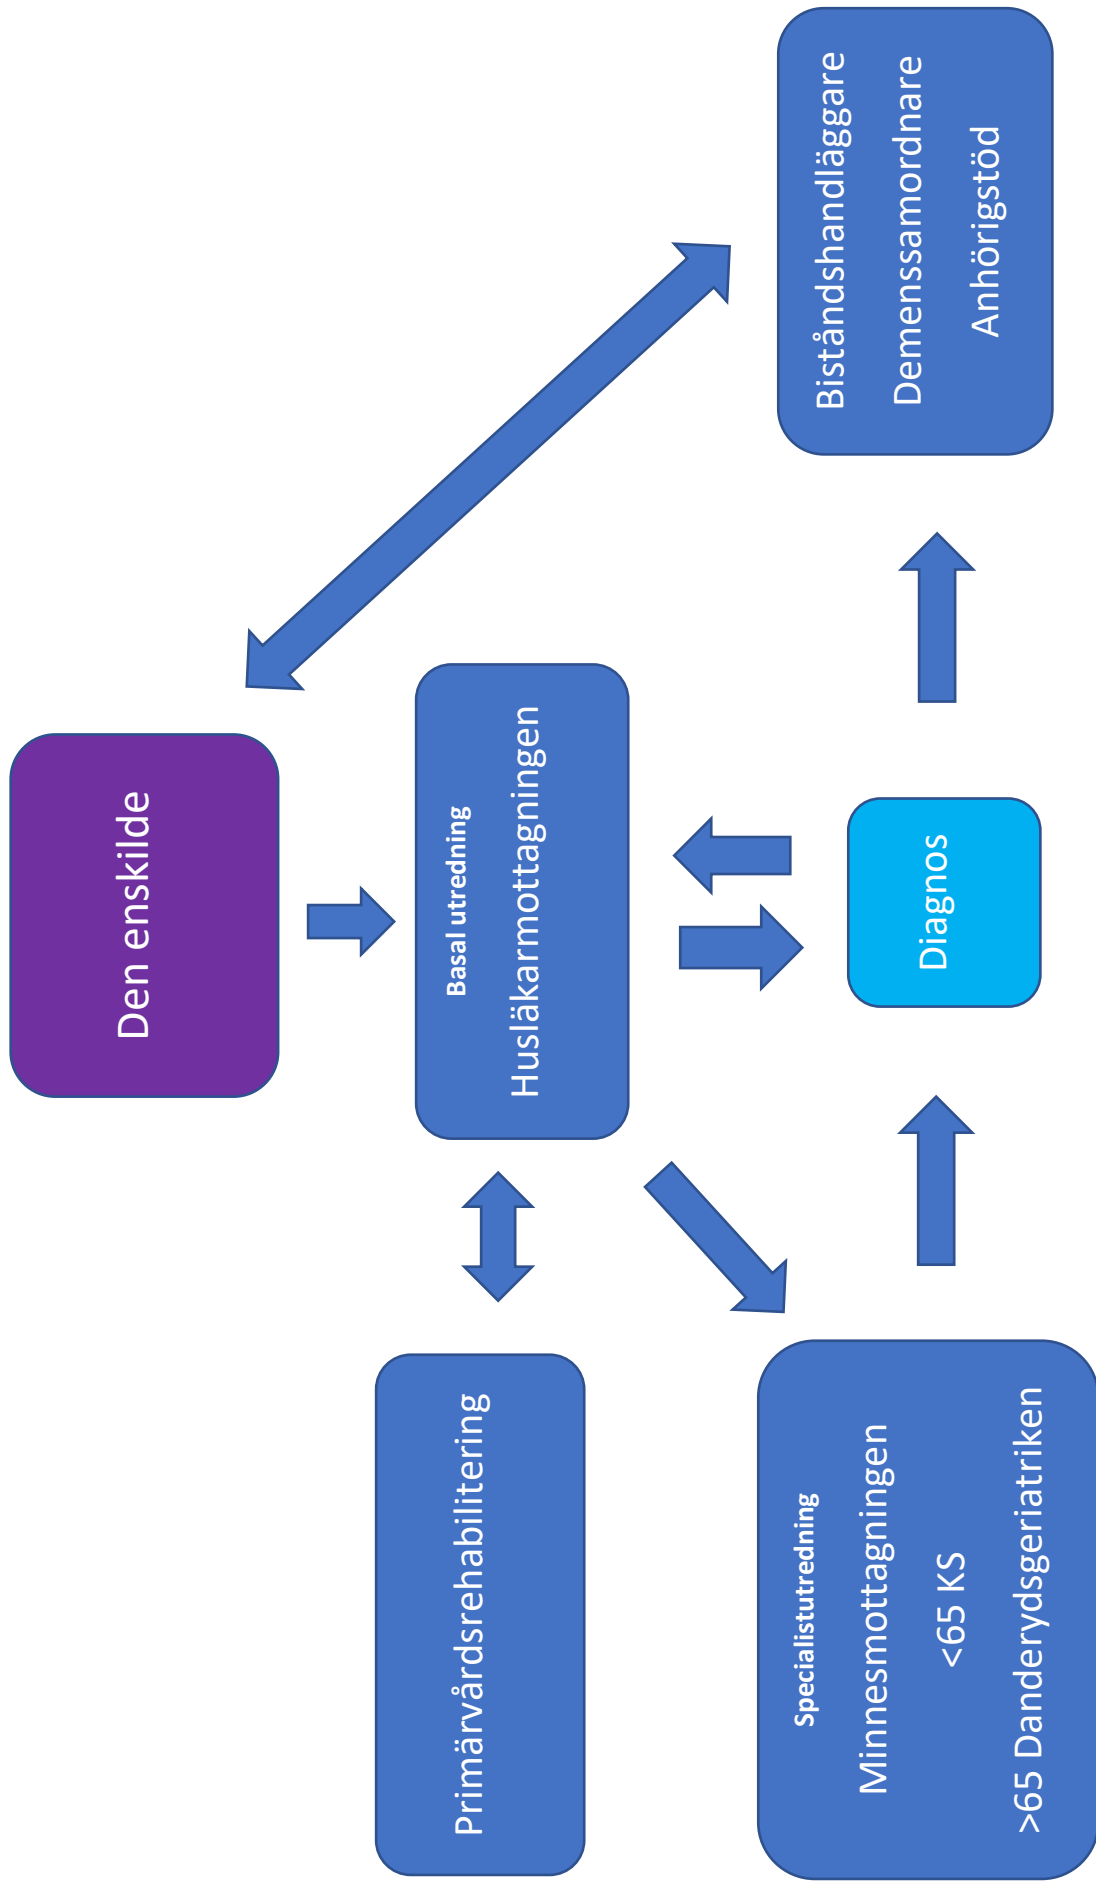 Den enskilde
Primärvårdsrehabilitering
Basal utredning
Husläkarmottagningen
Specialistutredning
Minnesmottagningen
<65 KS
>65 Danderydsgeriatriken
Diagnos
Biståndshandläggare
Demenssamordnare
Anhörigstöd